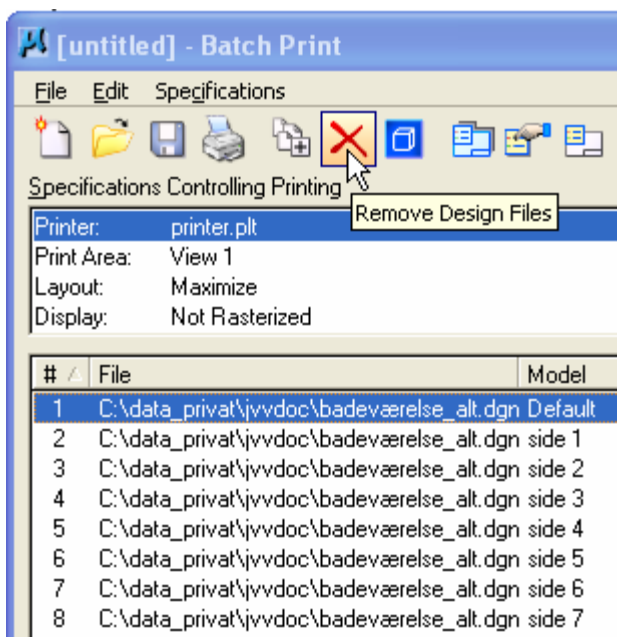 [untitled] - Batch Print
File Edit Specifications
Specifications Controlling Printing
Remove Design Files
Printer: printer.plt
Print Area: View 1
Layout: Maximize
Display: Not Rasterized
# File Model
1 C:\data_privat\jvvdoc\badeværelse_alt.dgn Default
2 C:\data_privat\jvvdoc\badeværelse_alt.dgn side 1
3 C:\data_privat\jvvdoc\badeværelse_alt.dgn side 2
4 C:\data_privat\jvvdoc\badeværelse_alt.dgn side 3
5 C:\data_privat\jvvdoc\badeværelse_alt.dgn side 4
6 C:\data_privat\jvvdoc\badeværelse_alt.dgn side 5
7 C:\data_privat\jvvdoc\badeværelse_alt.dgn side 6
8 C:\data_privat\jvvdoc\badeværelse_alt.dgn side 7